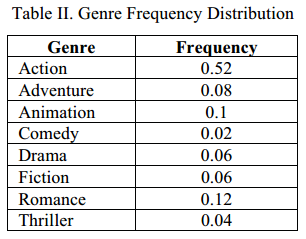 Table II. Genre Frequency Distribution
Genre Frequency
Action 0.52
Adventure 0.08
Animation 0.1
Comedy 0.02
Drama 0.06
Fiction 0.06
Romance 0.12
Thriller 0.04